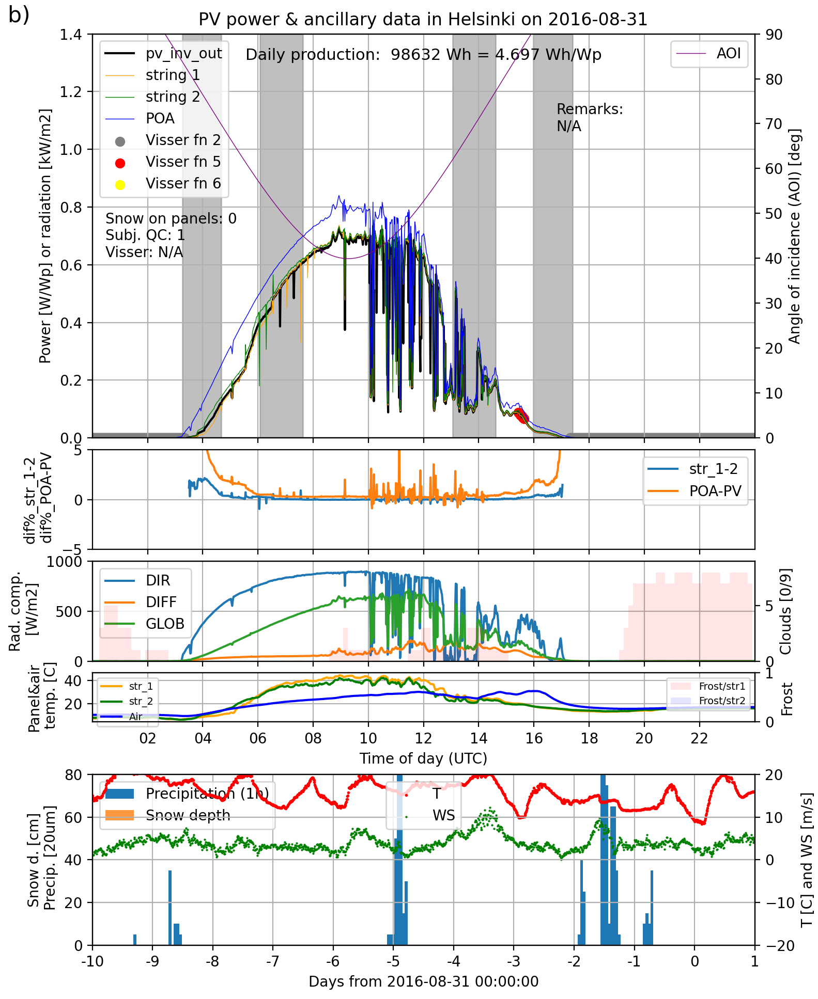 b)
PV power & ancillary data in Helsinki on 2016-08-31
Daily production:  98632 Wh = 4.697 Wh/Wp
pv_inv_out
string 1
string 2
POA
Visser fn 2
Visser fn 5
Visser fn 6
AOI
Remarks:
N/A
Snow on panels: 0
Subj. QC: 1
Visser: N/A
Power [W/Wp] or radiation [kW/m2]
1.4
1.2
1.0
0.8
0.6
0.4
0.2
0.0
Angle of incidence (AOI) [deg]
90
80
70
60
50
40
30
20
10
0
dif%_str_1-2
dif%_POA-PV
5
0
−5
str_1-2
POA-PV
Rad. comp.
[W/m2]
1000
500
0
DIR
DIFF
GLOB
Clouds [0/9]
5
0
Panel&air
temp. [C]
40
20
str_1
str_2
Air
Frost/str1
Frost/str2
Frost
1
0
02 04 06 08 10 12 14 16 18 20 22
Time of day (UTC)
Snow d. [cm]
Precip. [20um]
80
60
40
20
0
Precipitation (1h)
Snow depth
T
WS
T [C] and WS [m/s]
20
10
0
−10
−20
-10 -9 -8 -7 -6 -5 -4 -3 -2 -1 0 1
Days from 2016-08-31 00:00:00